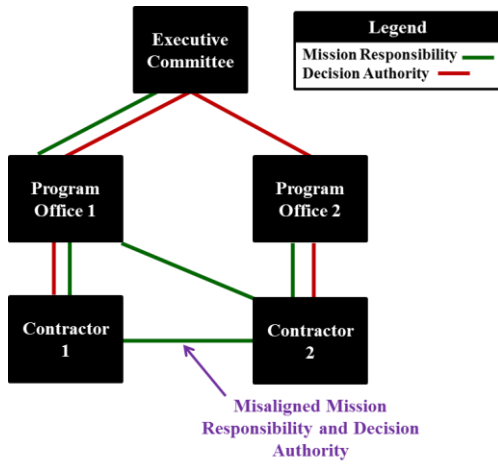 Executive
Committee
Legend
Mission Responsibility
Decision Authority
Program
Office 1
Program
Office 2
Contractor
1
Contractor
2
Misaligned Mission
Responsibility and Decision
Authority